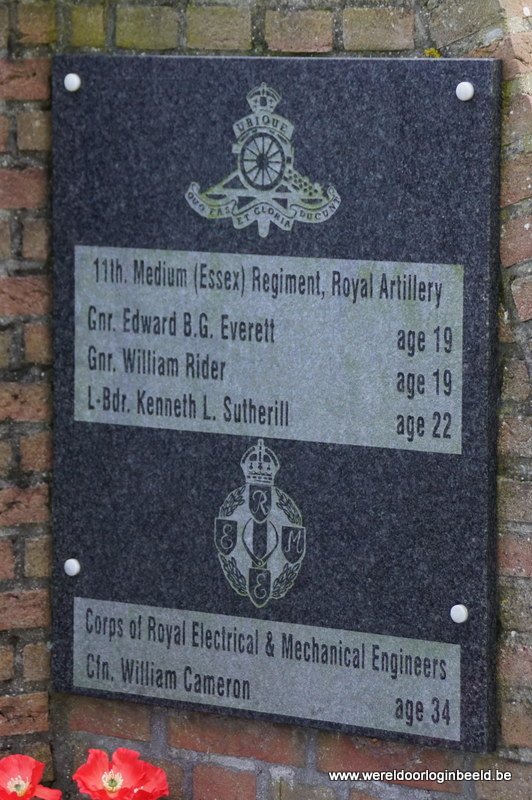 UBIQUE
QUO FAS ET GLORIA DUCUNT
11th. Medium (Essex) Regiment, Royal Artillery
Gnr. Edward B.G. Everett age 19
Gnr. William Rider age 19
L-Bdr. Kenneth L. Sutherill age 22
R
E M
E
Corps of Royal Electrical & Mechanical Engineers
Cfn. William Cameron age 34
www.wereldoorloginbeeld.be